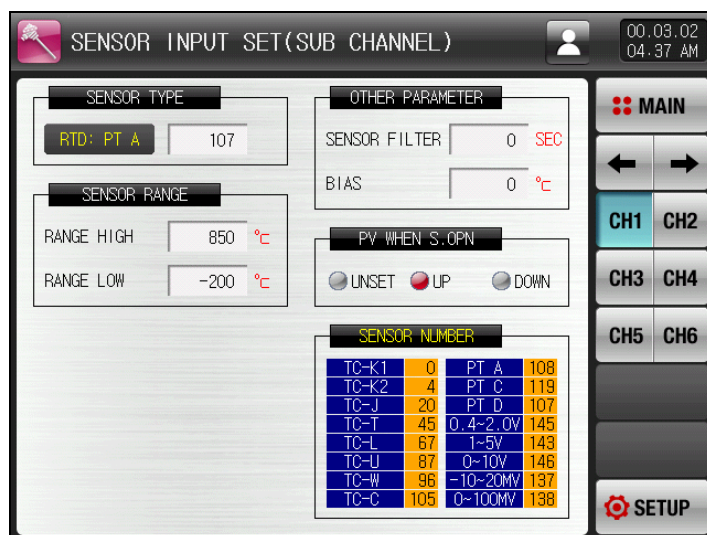 SENSOR INPUT SET(SUB CHANNEL)
00.03.02
04.37 AM
SENSOR TYPE
RTD: PT A 107
SENSOR RANGE
RANGE HIGH 850 ℃
RANGE LOW -200 ℃
OTHER PARAMETER
SENSOR FILTER 0 SEC
BIAS 0 ℃
PV WHEN S.OPN
UNSET UP DOWN
SENSOR NUMBER
TC-K1 0 PT A 108
TC-K2 4 PT C 119
TC-J 20 PT D 107
TC-T 45 0.4~2.0V 145
TC-L 67 1~5V 143
TC-U 87 0~10V 146
TC-W 96 -10~20MV 137
TC-C 105 0~100MV 138
MAIN
CH1 CH2
CH3 CH4
CH5 CH6
SETUP